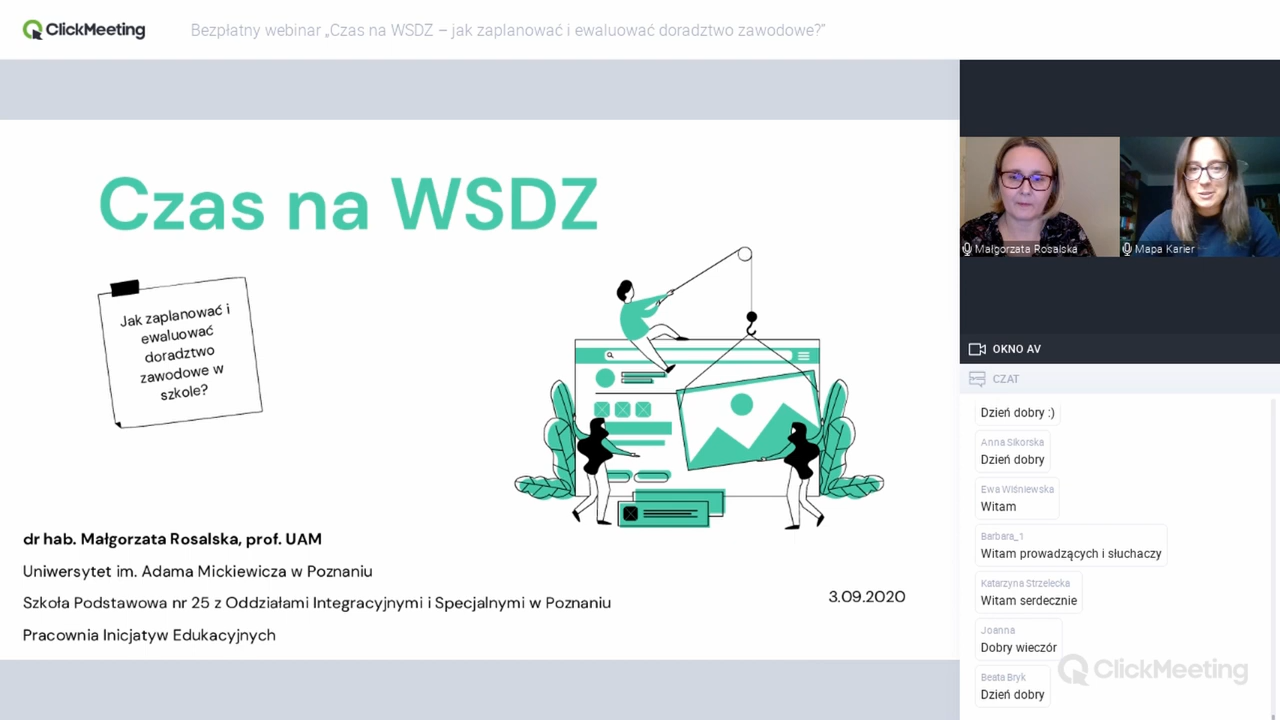 ClickMeeting
Bezpłatny webinar „Czas na WSDZ – jak zaplanować i ewaluować doradztwo zawodowe?”
Czas na WSDZ
Jak zaplanować i
ewaluować
doradztwo
zawodowe w
szkole?
dr hab. Małgorzata Rosalska, prof. UAM
Uniwersytet im. Adama Mickiewicza w Poznaniu
Szkoła Podstawowa nr 25 z Oddziałami Integracyjnymi i Specjalnymi w Poznaniu
Pracownia Inicjatyw Edukacyjnych
3.09.2020
Małgorzata Rosalska
Mapa Karier
OKNO AV
CZAT
Dzień dobry :)
Anna Sikorska
Dzień dobry
Ewa Wiśniewska
Witam
Barbara_1
Witam prowadzących i słuchaczy
Katarzyna Strzelecka
Witam serdecznie
Joanna
Dobry wieczór
Beata Bryk
Dzień dobry
ClickMeeting